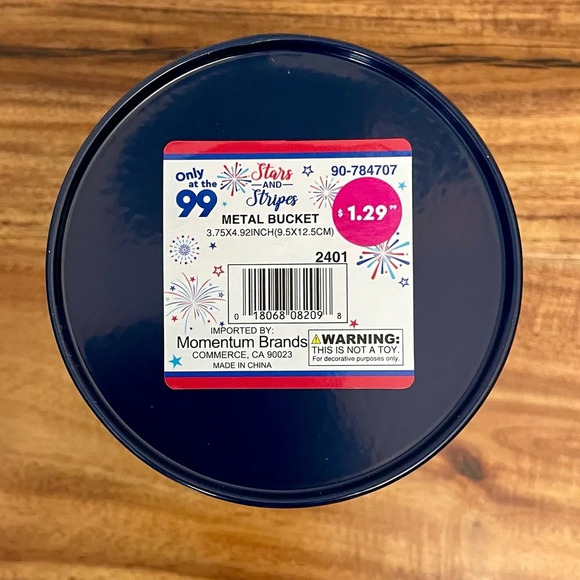 Only
at the
99
Stars
AND
Stripes
90-784707
$1.29
METAL BUCKET
3.75X4.92INCH(9.5X12.5CM)
2401
0 18068 08209 8
IMPORTED BY:
Momentum Brands
COMMERCE, CA 90023
MADE IN CHINA
WARNING:
THIS IS NOT A TOY.
For decorative purposes only.